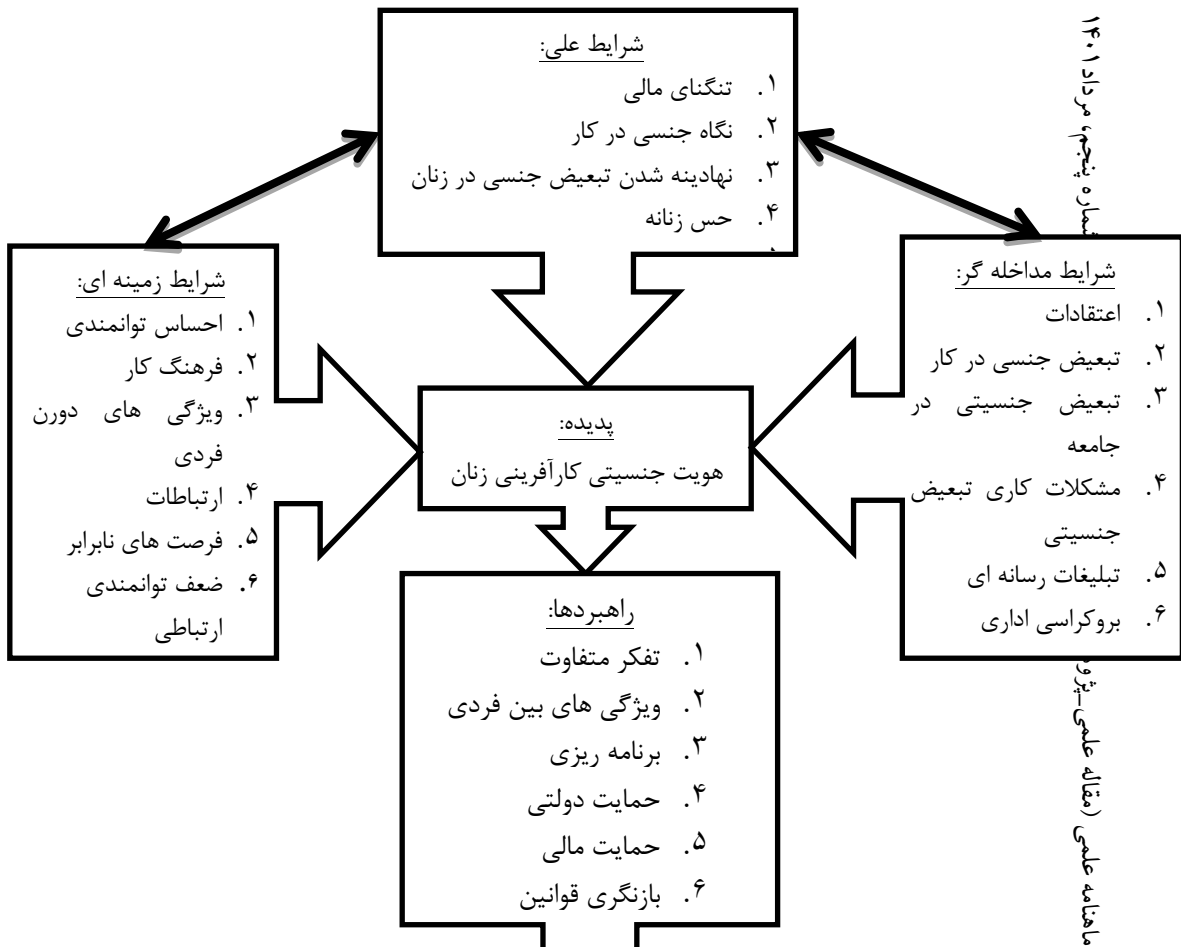 شرایط علی:
۱. تنگنای مالی
۲. نگاه جنسی در کار
۳. نهادینه شدن تبعیض جنسی در زنان
۴. حس زنانه
شرایط مداخله گر:
۱. اعتقادات
۲. تبعیض جنسی در کار
۳. تبعیض جنسیتی در
جامعه
۴. مشکلات کاری تبعیض
جنسیتی
۵. تبلیغات رسانه ای
۶. بروکراسی اداری
شرایط زمینه ای:
۱. احساس توانمندی
۲. فرهنگ کار
۳. ویژگی های دورن
فردی
۴. ارتباطات
۵. فرصت های نابرابر
۶. ضعف توانمندی
ارتباطی
پدیده:
هویت جنسیتی کارآفرینی زنان
راهبردها:
۱. تفکر متفاوت
۲. ویژگی های بین فردی
۳. برنامه ریزی
۴. حمایت دولتی
۵. حمایت مالی
۶. بازنگری قوانین
ماهنامه علمی (مقاله علمی_پژو
شماره پنجم، مرداد ۱۴۰۱